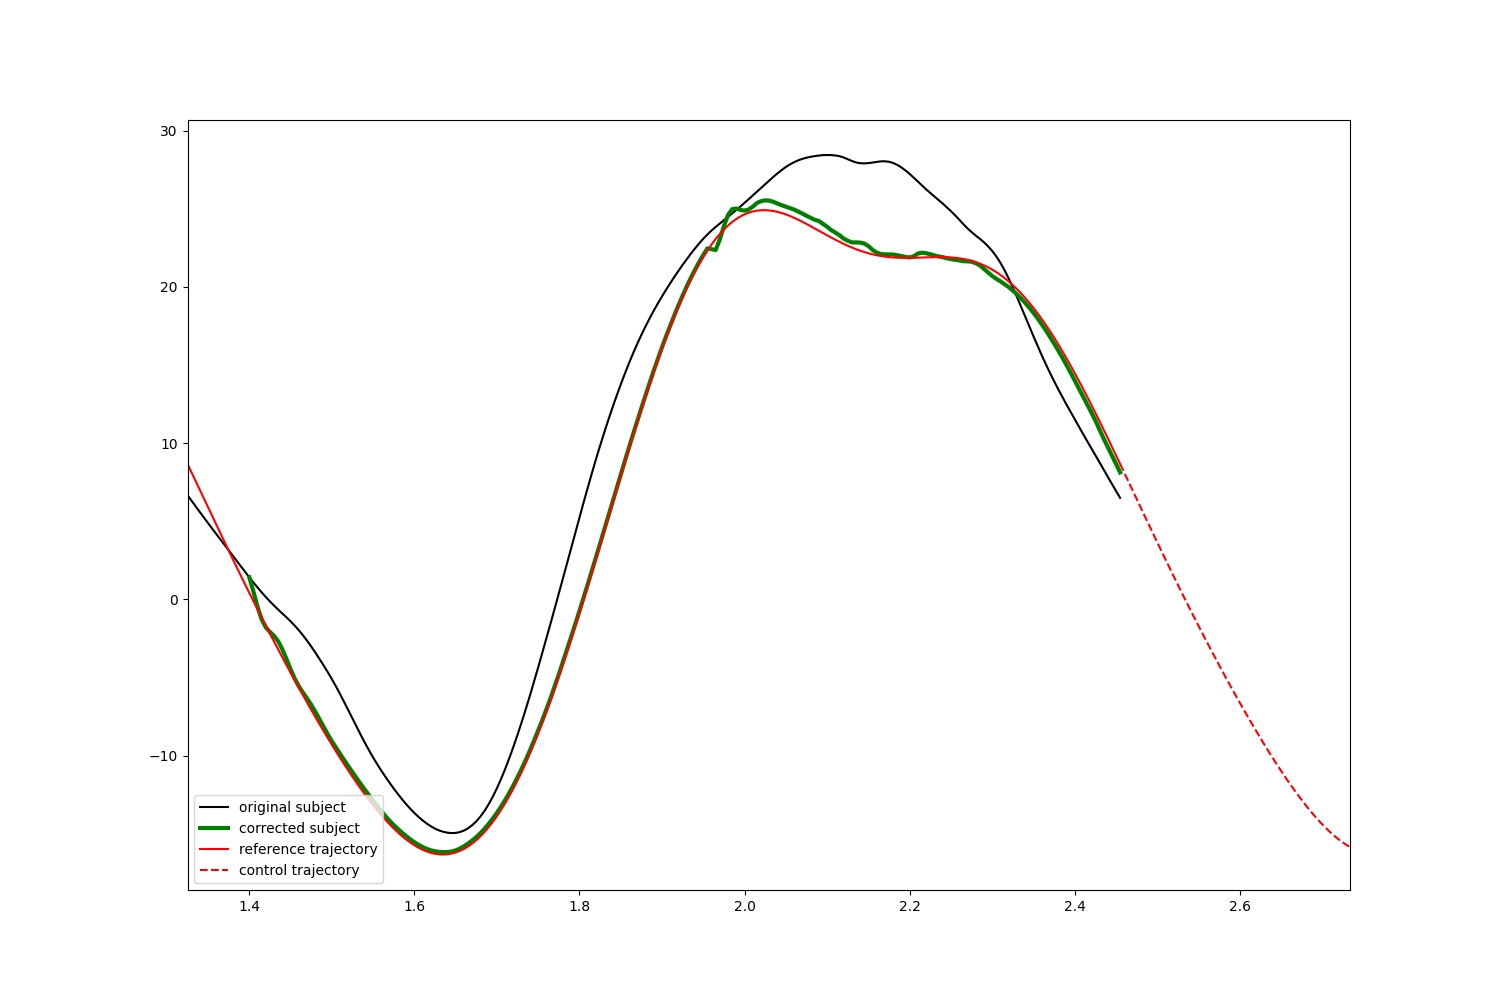 30
20
10
0
−10
original subject
corrected subject
reference trajectory
control trajectory
1.4 1.6 1.8 2.0 2.2 2.4 2.6